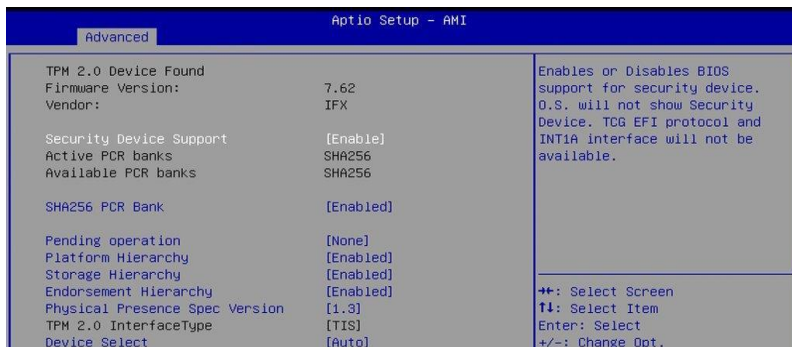 Aptio Setup – AMI
Advanced
TPM 2.0 Device Found
Firmware Version: 7.62
Vendor: IFX
Security Device Support [Enable]
Active PCR banks SHA256
Available PCR banks SHA256
SHA256 PCR Bank [Enabled]
Pending operation [None]
Platform Hierarchy [Enabled]
Storage Hierarchy [Enabled]
Endorsement Hierarchy [Enabled]
Physical Presence Spec Version [1.3]
TPM 2.0 InterfaceType [TIS]
Device Select [Auto]
Enables or Disables BIOS
support for security device.
O.S. will not show Security
Device. TCG EFI protocol and
INT1A interface will not be
available.
→←: Select Screen
↑↓: Select Item
Enter: Select
+/-: Change Opt.